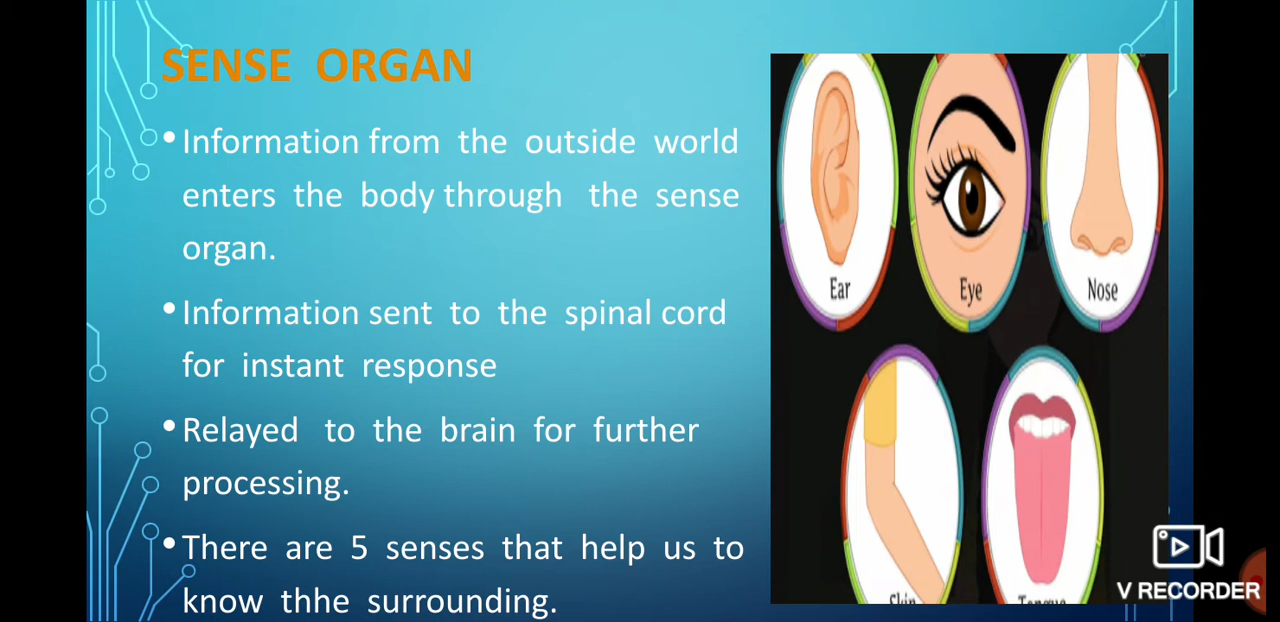 SENSE ORGAN
• Information from the outside world
enters the body through the sense
organ.
• Information sent to the spinal cord
for instant response
• Relayed to the brain for further
processing.
• There are 5 senses that help us to
know thhe surrounding.
Ear
Eye
Nose
Skin
Tongue
V RECORDER